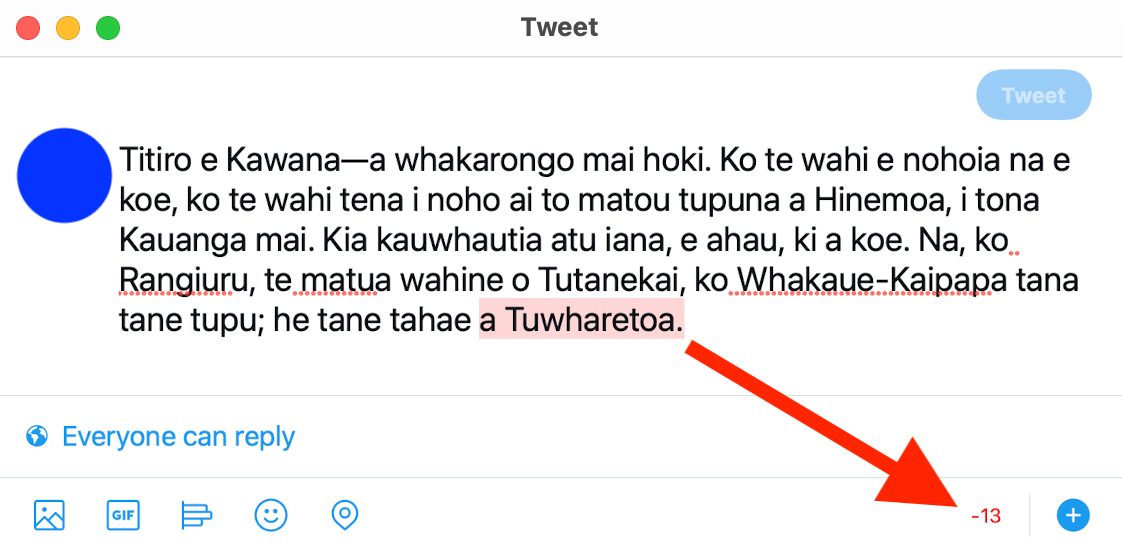 Tweet
Tweet
Titiro e Kawana—a whakarongo mai hoki. Ko te wahi e nohoia na e
koe, ko te wahi tena i noho ai to matou tupuna a Hinemoa, i tona
Kauanga mai. Kia kauwhautia atu iana, e ahau, ki a koe. Na, ko
Rangiuru, te matua wahine o Tutanekai, ko Whakaue-Kaipapa tana
tane tupu; he tane tahae a Tuwharetoa.
Everyone can reply
GIF
-13